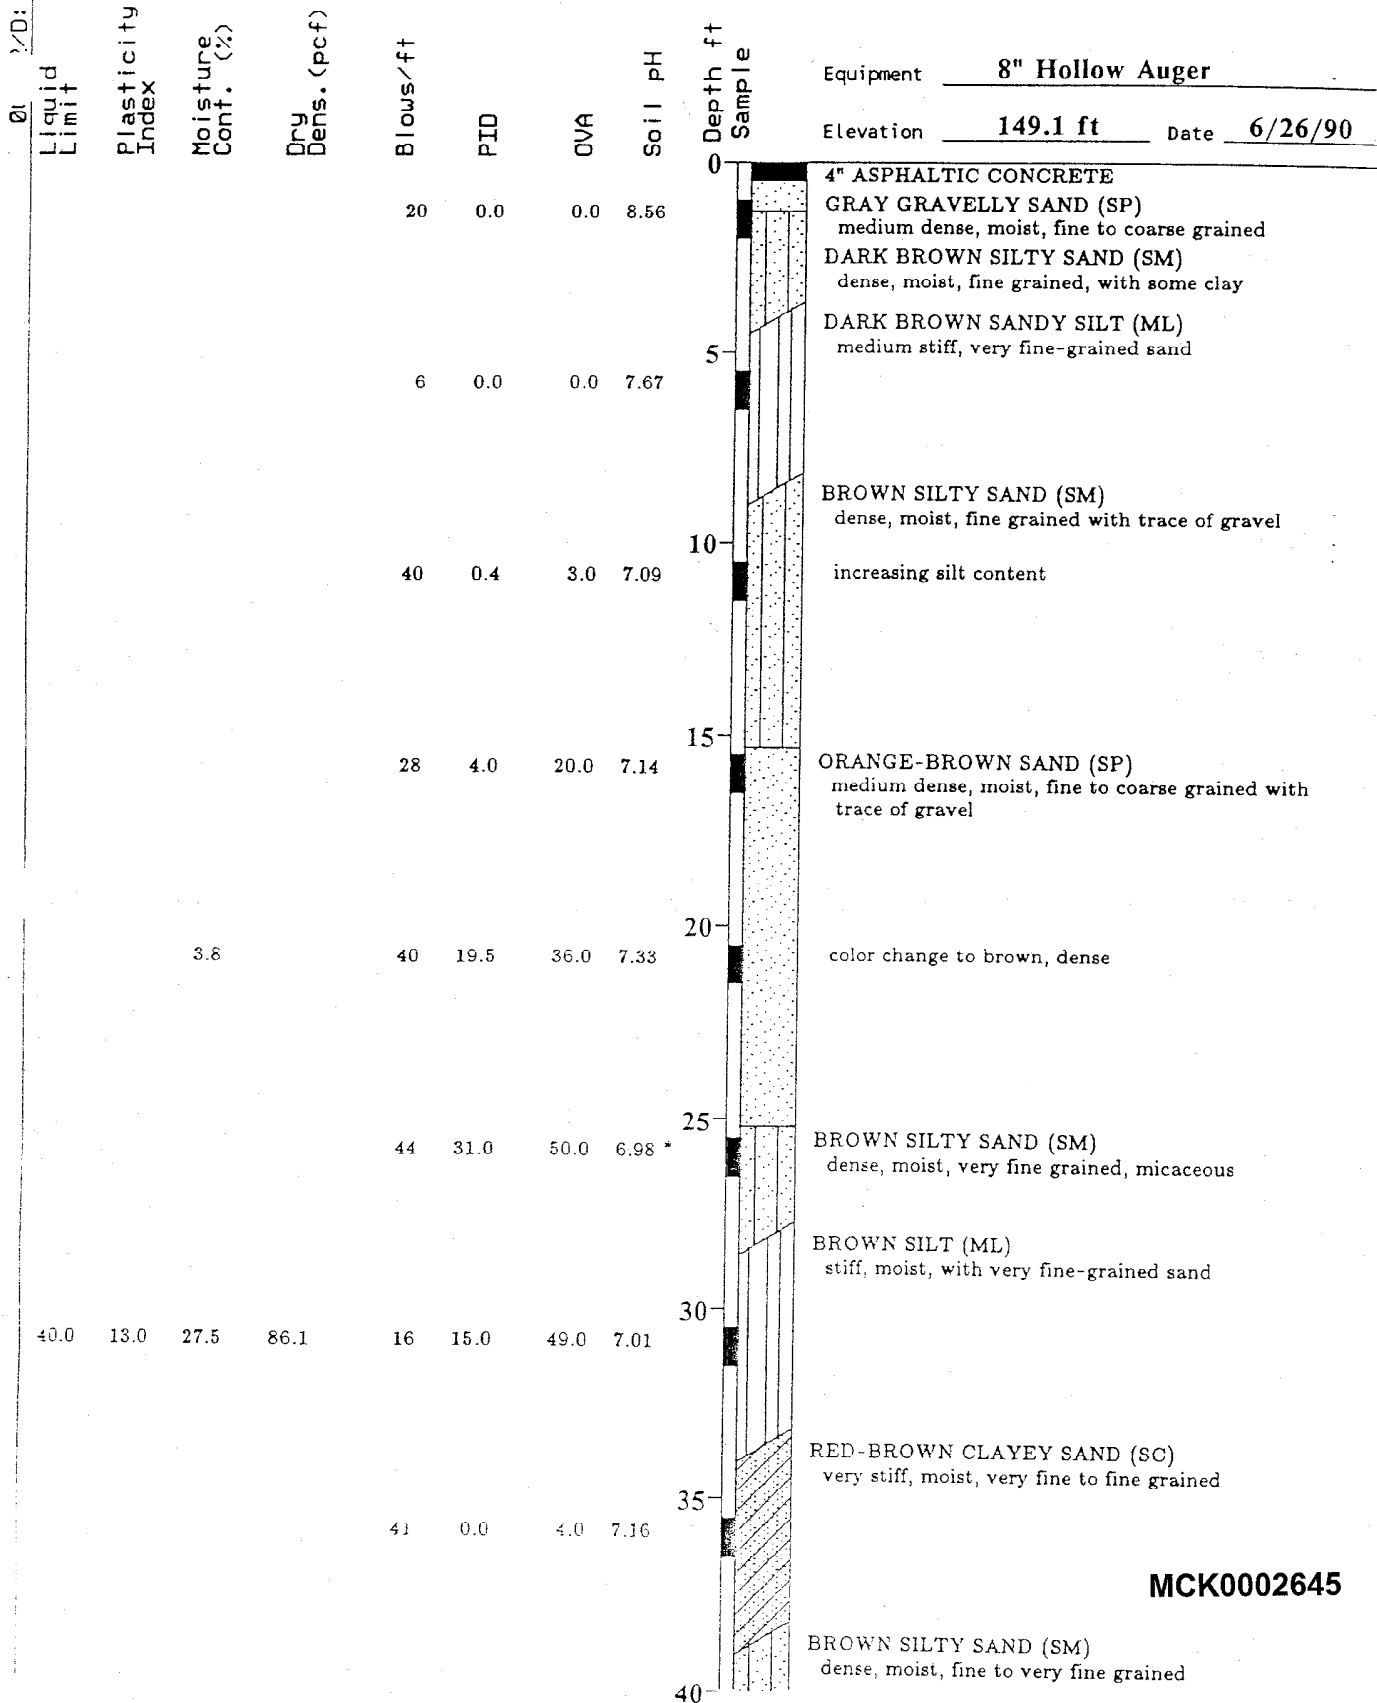 Liquid Limit
Plasticity Index
Moisture Cont. (%)
Dry Dens. (pcf)
Blows/ft
PID
OVA
Soil pH
Depth ft
Sample
Equipment 8" Hollow Auger
Elevation 149.1 ft Date 6/26/90
0
4" ASPHALTIC CONCRETE
20 0.0 0.0 8.56 GRAY GRAVELLY SAND (SP)
medium dense, moist, fine to coarse grained
DARK BROWN SILTY SAND (SM)
dense, moist, fine grained, with some clay
DARK BROWN SANDY SILT (ML)
5 medium stiff, very fine-grained sand
6 0.0 0.0 7.67
BROWN SILTY SAND (SM)
dense, moist, fine grained with trace of gravel
10
40 0.4 3.0 7.09 increasing silt content
15
28 4.0 20.0 7.14 ORANGE-BROWN SAND (SP)
medium dense, moist, fine to coarse grained with
trace of gravel
20
3.8 40 19.5 36.0 7.33 color change to brown, dense
25
44 31.0 50.0 6.98 * BROWN SILTY SAND (SM)
dense, moist, very fine grained, micaceous
BROWN SILT (ML)
stiff, moist, with very fine-grained sand
30
40.0 13.0 27.5 86.1 16 15.0 49.0 7.01
RED-BROWN CLAYEY SAND (SC)
very stiff, moist, very fine to fine grained
35
41 0.0 4.0 7.16
MCK0002645
BROWN SILTY SAND (SM)
dense, moist, fine to very fine grained
40